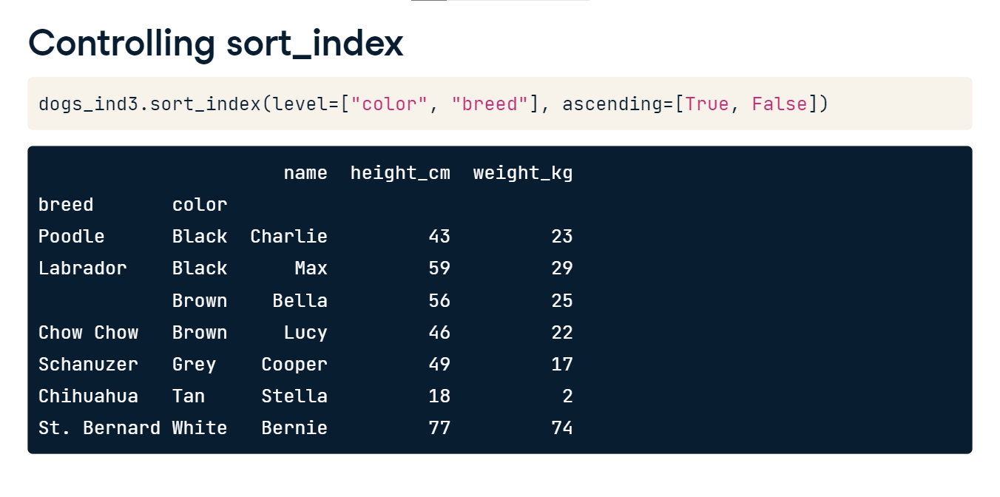 Controlling sort_index
dogs_ind3.sort_index(level=["color", "breed"], ascending=[True, False])
name height_cm weight_kg
breed color
Poodle Black Charlie 43 23
Labrador Black Max 59 29
Brown Bella 56 25
Chow Chow Brown Lucy 46 22
Schanuzer Grey Cooper 49 17
Chihuahua Tan Stella 18 2
St. Bernard White Bernie 77 74